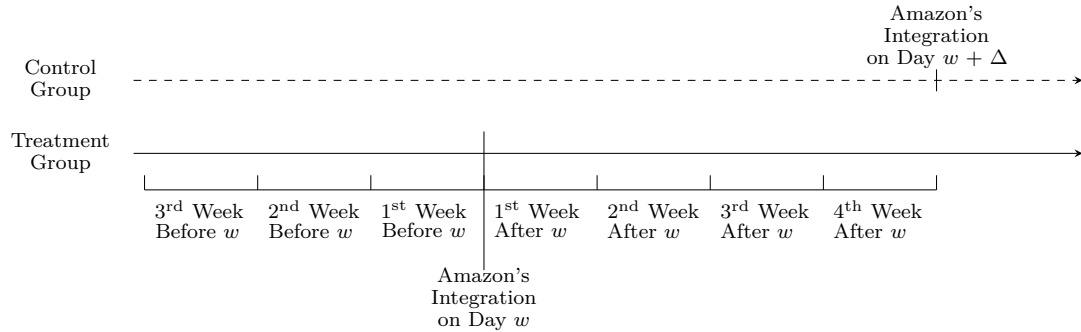 Amazon's
Integration
on Day w + Δ
Control
Group
Treatment
Group
3rd Week
Before w
2nd Week
Before w
1st Week
Before w
1st Week
After w
2nd Week
After w
3rd Week
After w
4th Week
After w
Amazon's
Integration
on Day w